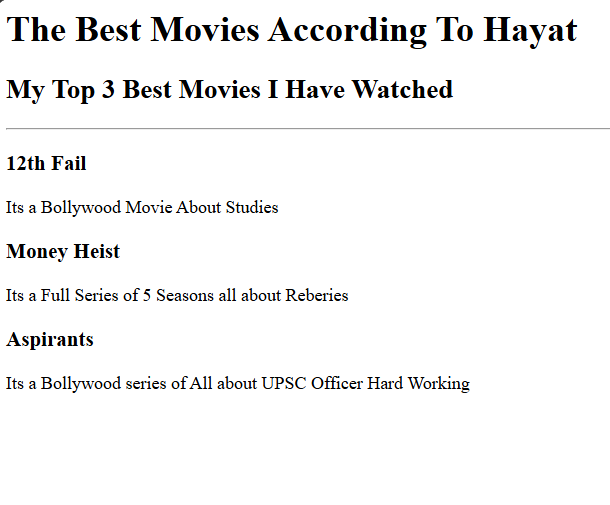 The Best Movies According To Hayat
My Top 3 Best Movies I Have Watched
12th Fail
Its a Bollywood Movie About Studies
Money Heist
Its a Full Series of 5 Seasons all about Reberies
Aspirants
Its a Bollywood series of All about UPSC Officer Hard Working